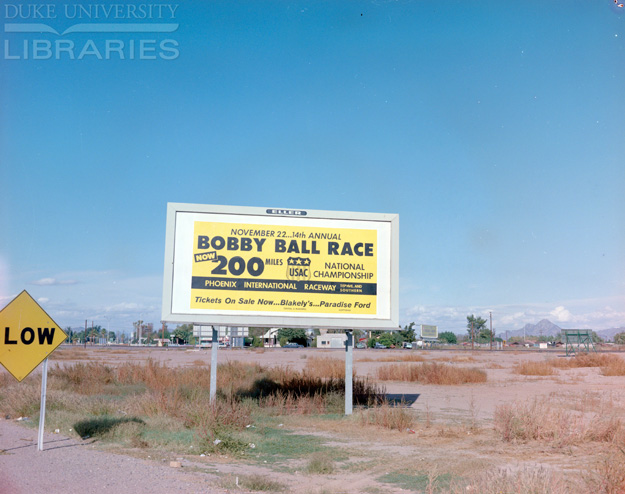 DUKE UNIVERSITY
LIBRARIES
ELLER
NOVEMBER 22...14th ANNUAL
BOBBY BALL RACE
NOW 200 MILES USAC NATIONAL CHAMPIONSHIP
PHOENIX INTERNATIONAL RACEWAY
Tickets On Sale Now...Blakely's...Paradise Ford
LOW